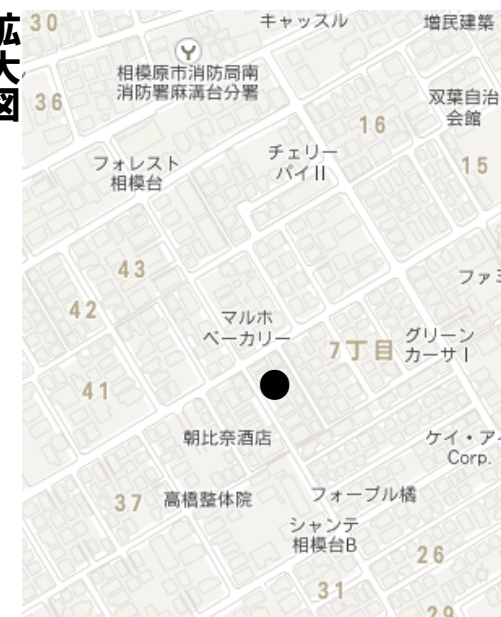 拡大図
30
キャッスル
増民建築
相模原市消防局南
消防署麻溝台分署
36
双葉自治
会館
16
チェリー
パイII
15
フォレスト
相模台
43
ファミ
42
マルホ
ベーカリー
7丁目
グリーン
カーサ I
41
朝比奈酒店
ケイ・アー
Corp.
37
高橋整体院
フォーブル橘
シャンテ
相模台B
26
31
29